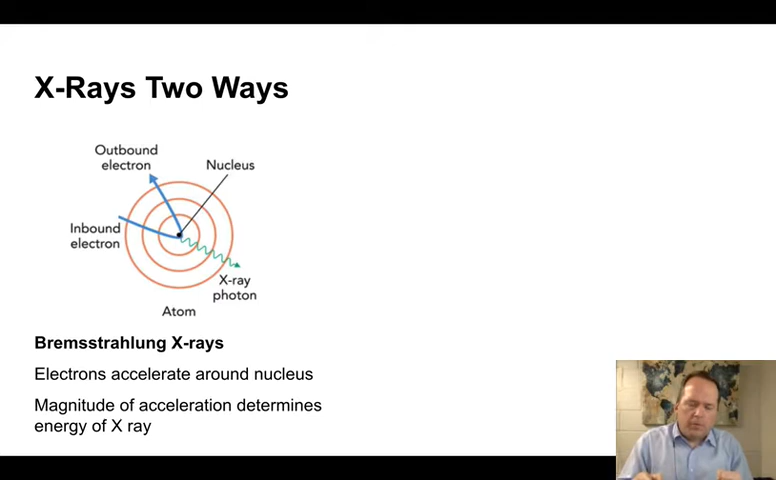 X-Rays Two Ways
Outbound
electron
Nucleus
Inbound
electron
X-ray
photon
Atom
Bremsstrahlung X-rays
Electrons accelerate around nucleus
Magnitude of acceleration determines
energy of X ray